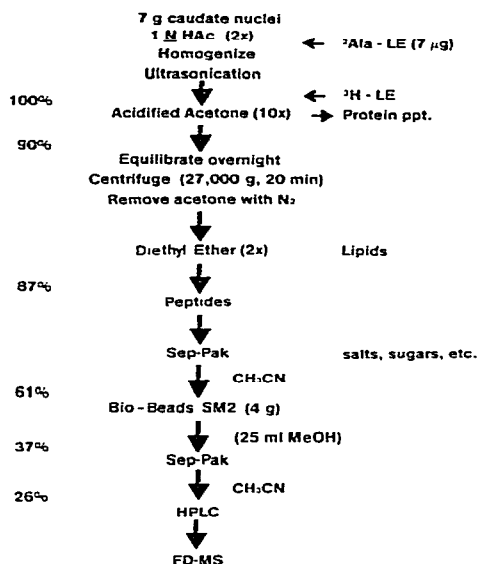 7 g caudate nuclei
1 N HAc (2x)
Homogenize
Ultrasonication
²Ala - LE (7 µg)
100%
³H - LE
Acidified Acetone (10x)
Protein ppt.
90%
Equilibrate overnight
Centrifuge (27,000 g, 20 min)
Remove acetone with N₂
Diethyl Ether (2x)
Lipids
87%
Peptides
Sep-Pak
salts, sugars, etc.
61%
CH₃CN
Bio-Beads SM2 (4 g)
37%
(25 ml MeOH)
Sep-Pak
26%
CH₃CN
HPLC
FD-MS